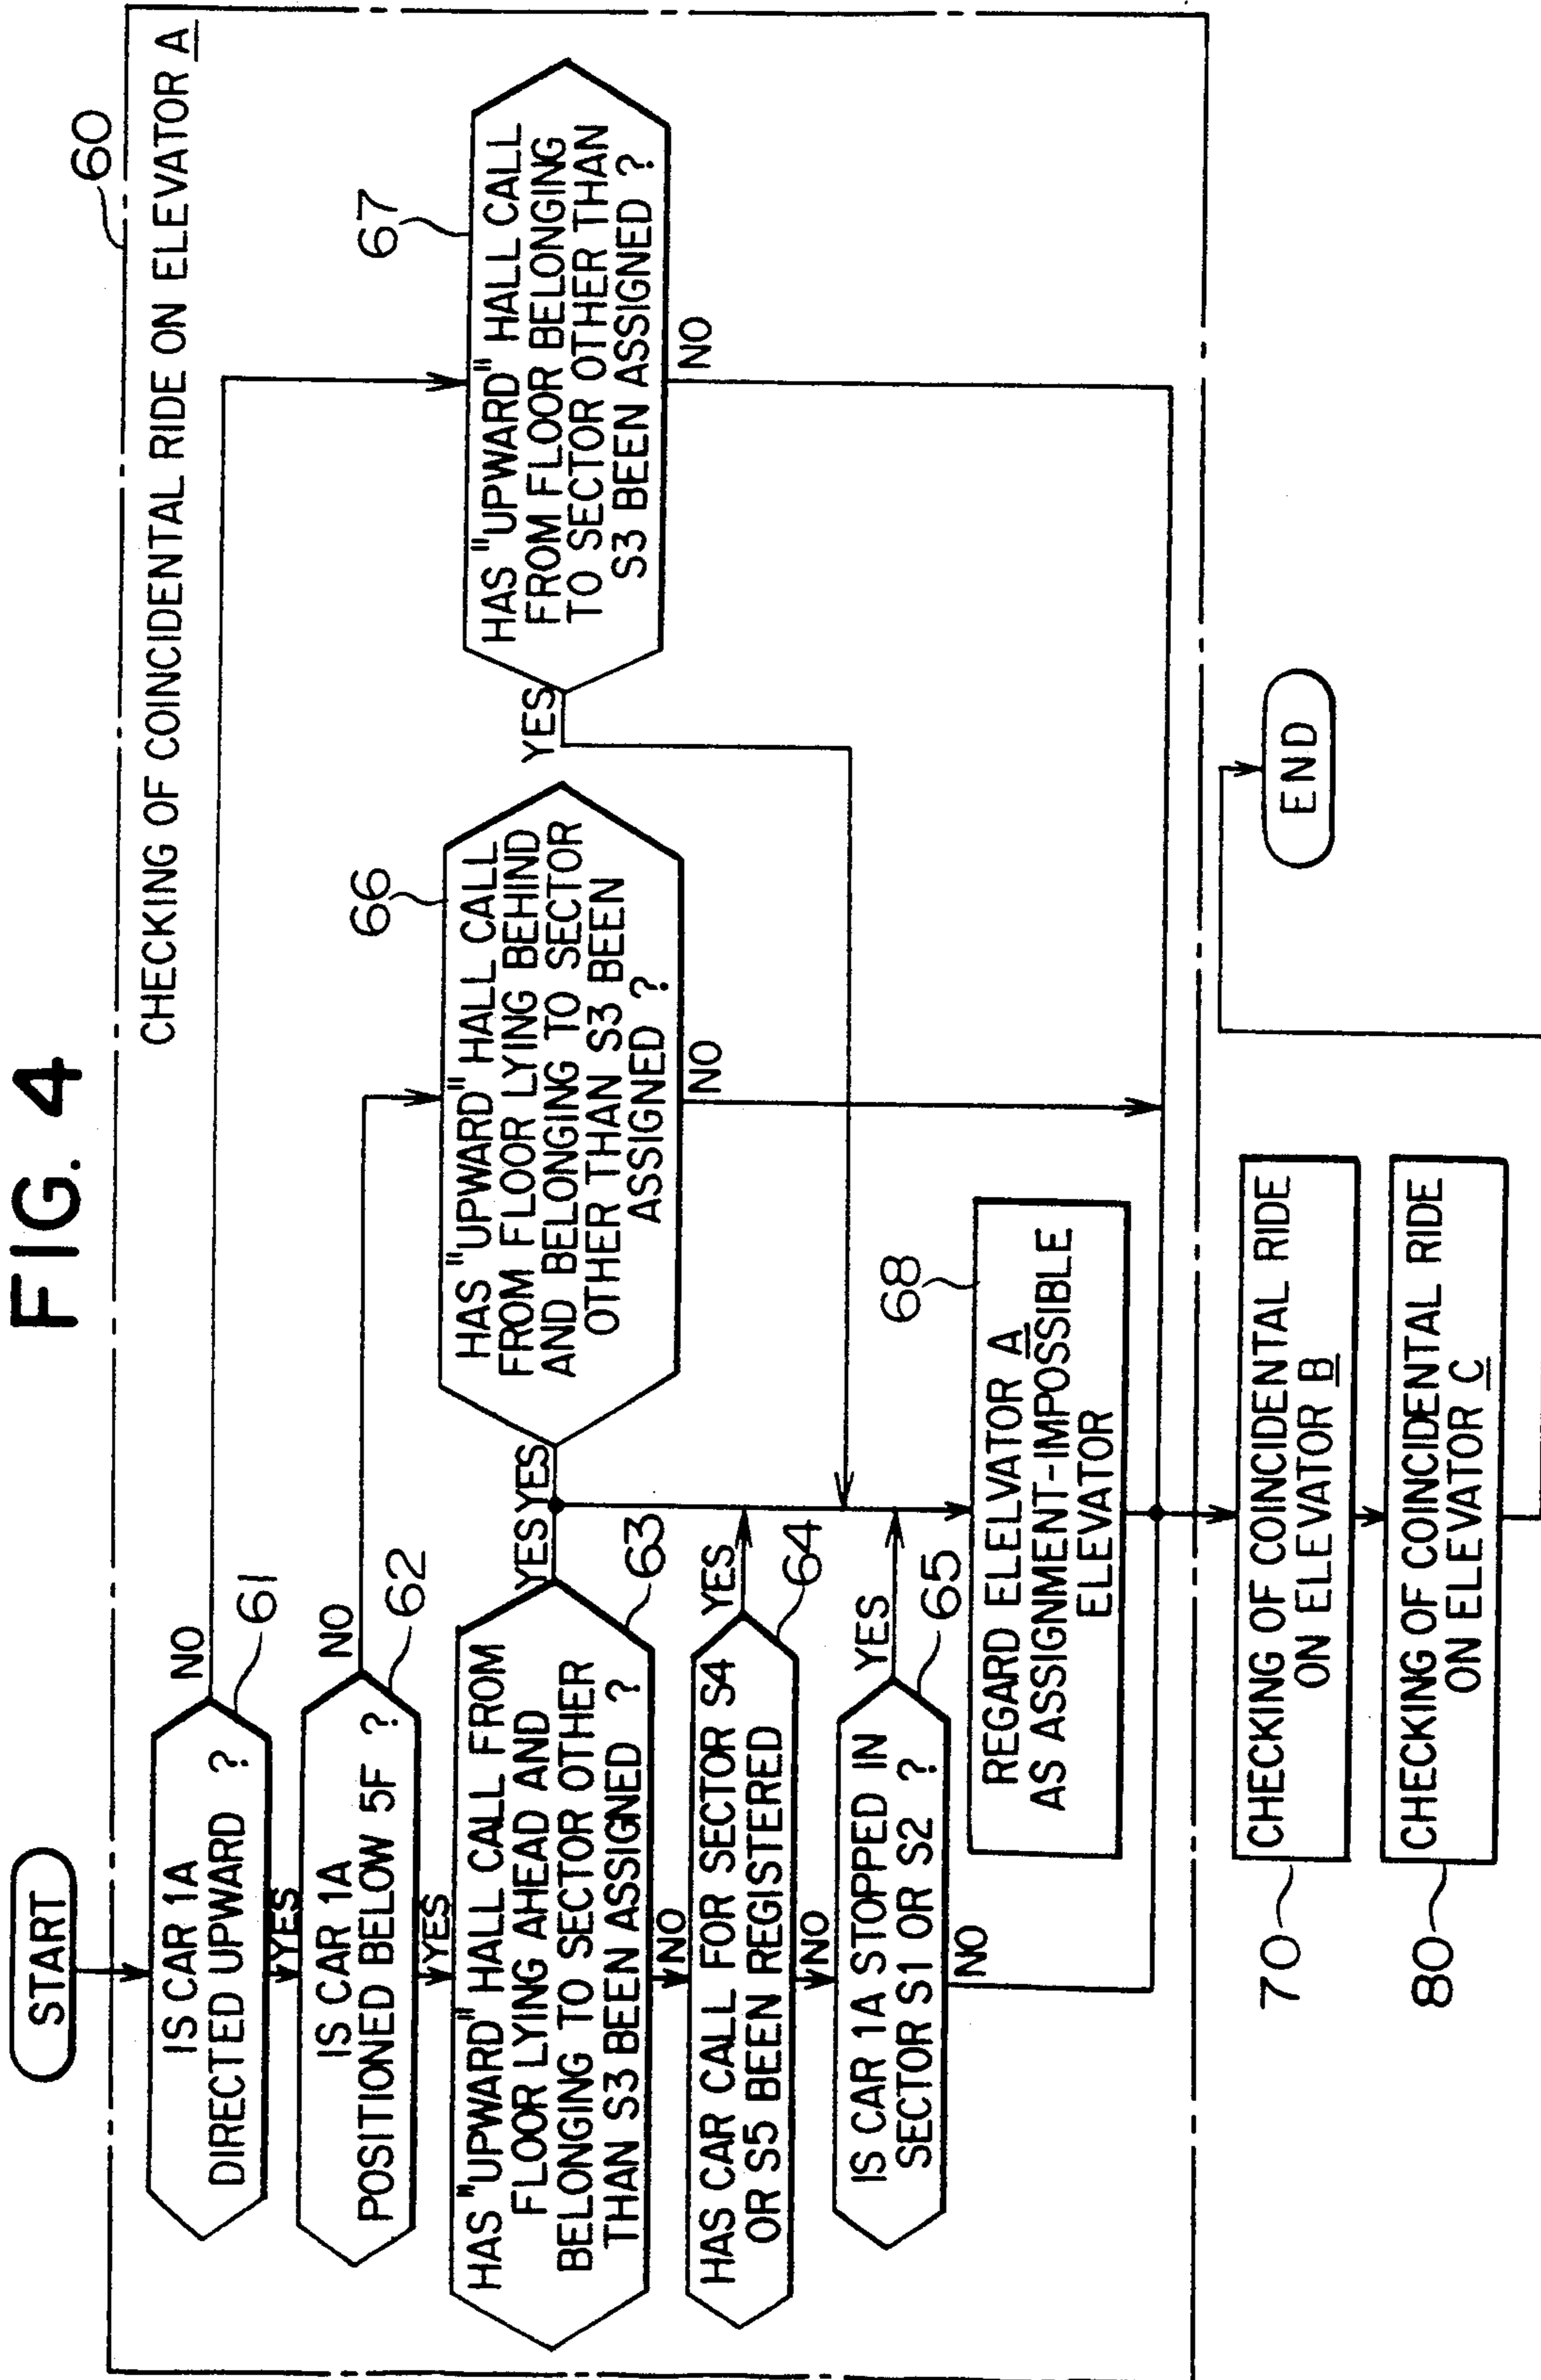 FIG. 4
START
60
CHECKING OF COINCIDENTAL RIDE ON ELEVATOR A
IS CAR 1A
DIRECTED UPWARD ?
NO
61
YES
IS CAR 1A
POSITIONED BELOW 5F ?
NO
62
YES
HAS "UPWARD" HALL CALL FROM
FLOOR LYING AHEAD AND
BELONGING TO SECTOR OTHER
THAN S3 BEEN ASSIGNED ?
YES
63
NO
HAS CAR CALL FOR SECTOR S4
OR S5 BEEN REGISTERED
YES
64
NO
IS CAR 1A STOPPED IN
SECTOR S1 OR S2 ?
YES
65
NO
66
HAS "UPWARD" HALL CALL
FROM FLOOR LYING BEHIND
AND BELONGING TO SECTOR
OTHER THAN S3 BEEN
ASSIGNED ?
YES
NO
67
HAS "UPWARD" HALL CALL
FROM FLOOR BELONGING
TO SECTOR OTHER THAN
S3 BEEN ASSIGNED ?
YES
NO
68
REGARD ELELVATOR A
AS ASSIGNMENT-IMPOSSIBLE
ELEVATOR
70
CHECKING OF COINCIDENTAL RIDE
ON ELEVATOR B
80
CHECKING OF COINCIDENTAL RIDE
ON ELEVATOR C
END